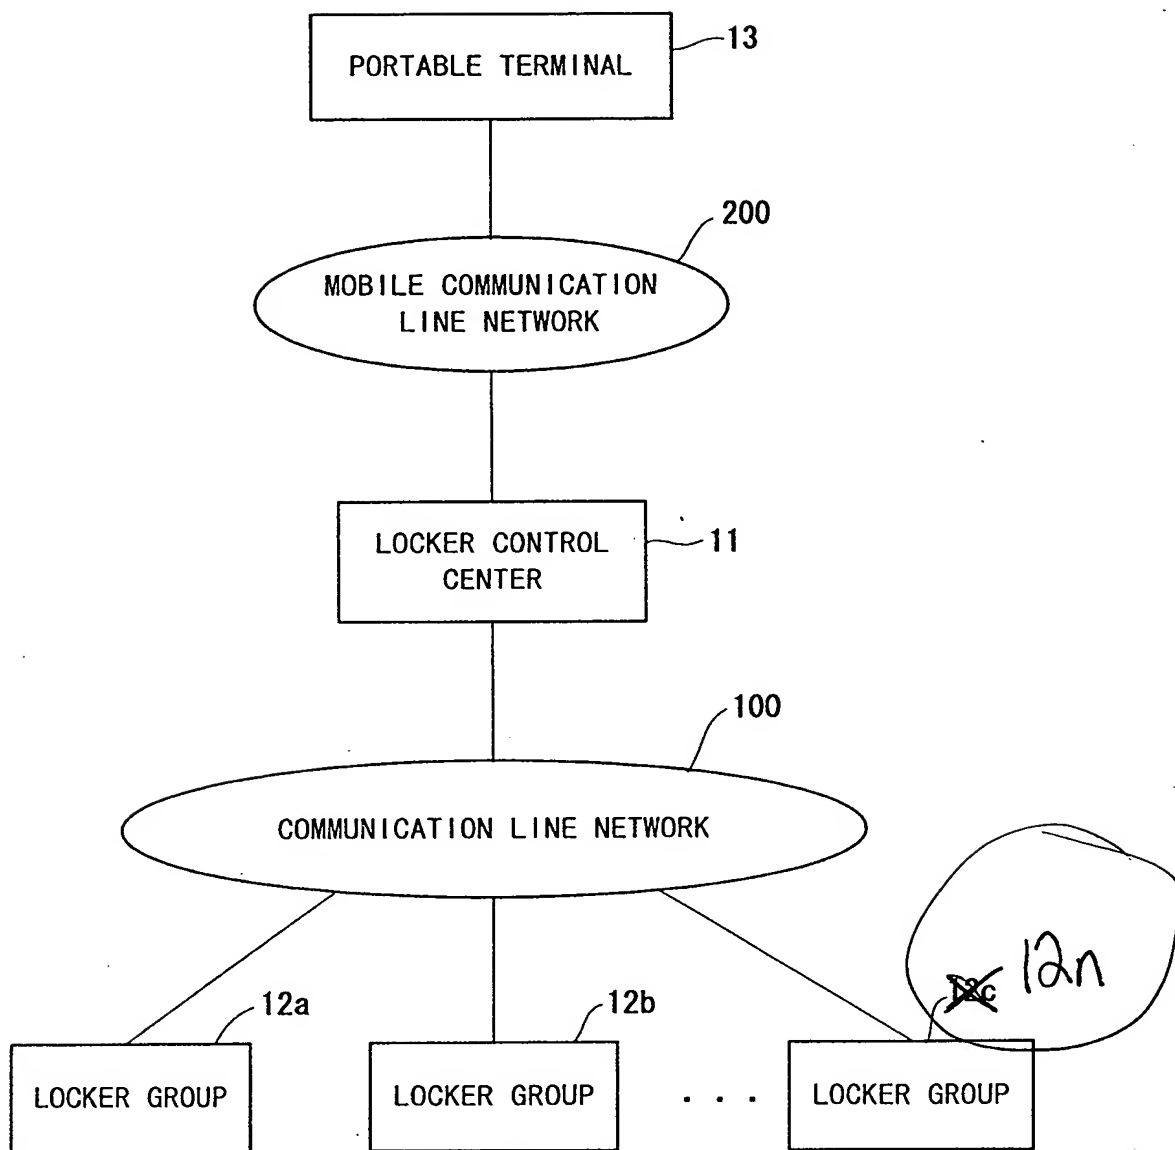 13
PORTABLE TERMINAL
200
MOBILE COMMUNICATION
LINE NETWORK
11
LOCKER CONTROL
CENTER
100
COMMUNICATION LINE NETWORK
12a
12b
12c
12n
LOCKER GROUP
LOCKER GROUP
. . .
LOCKER GROUP